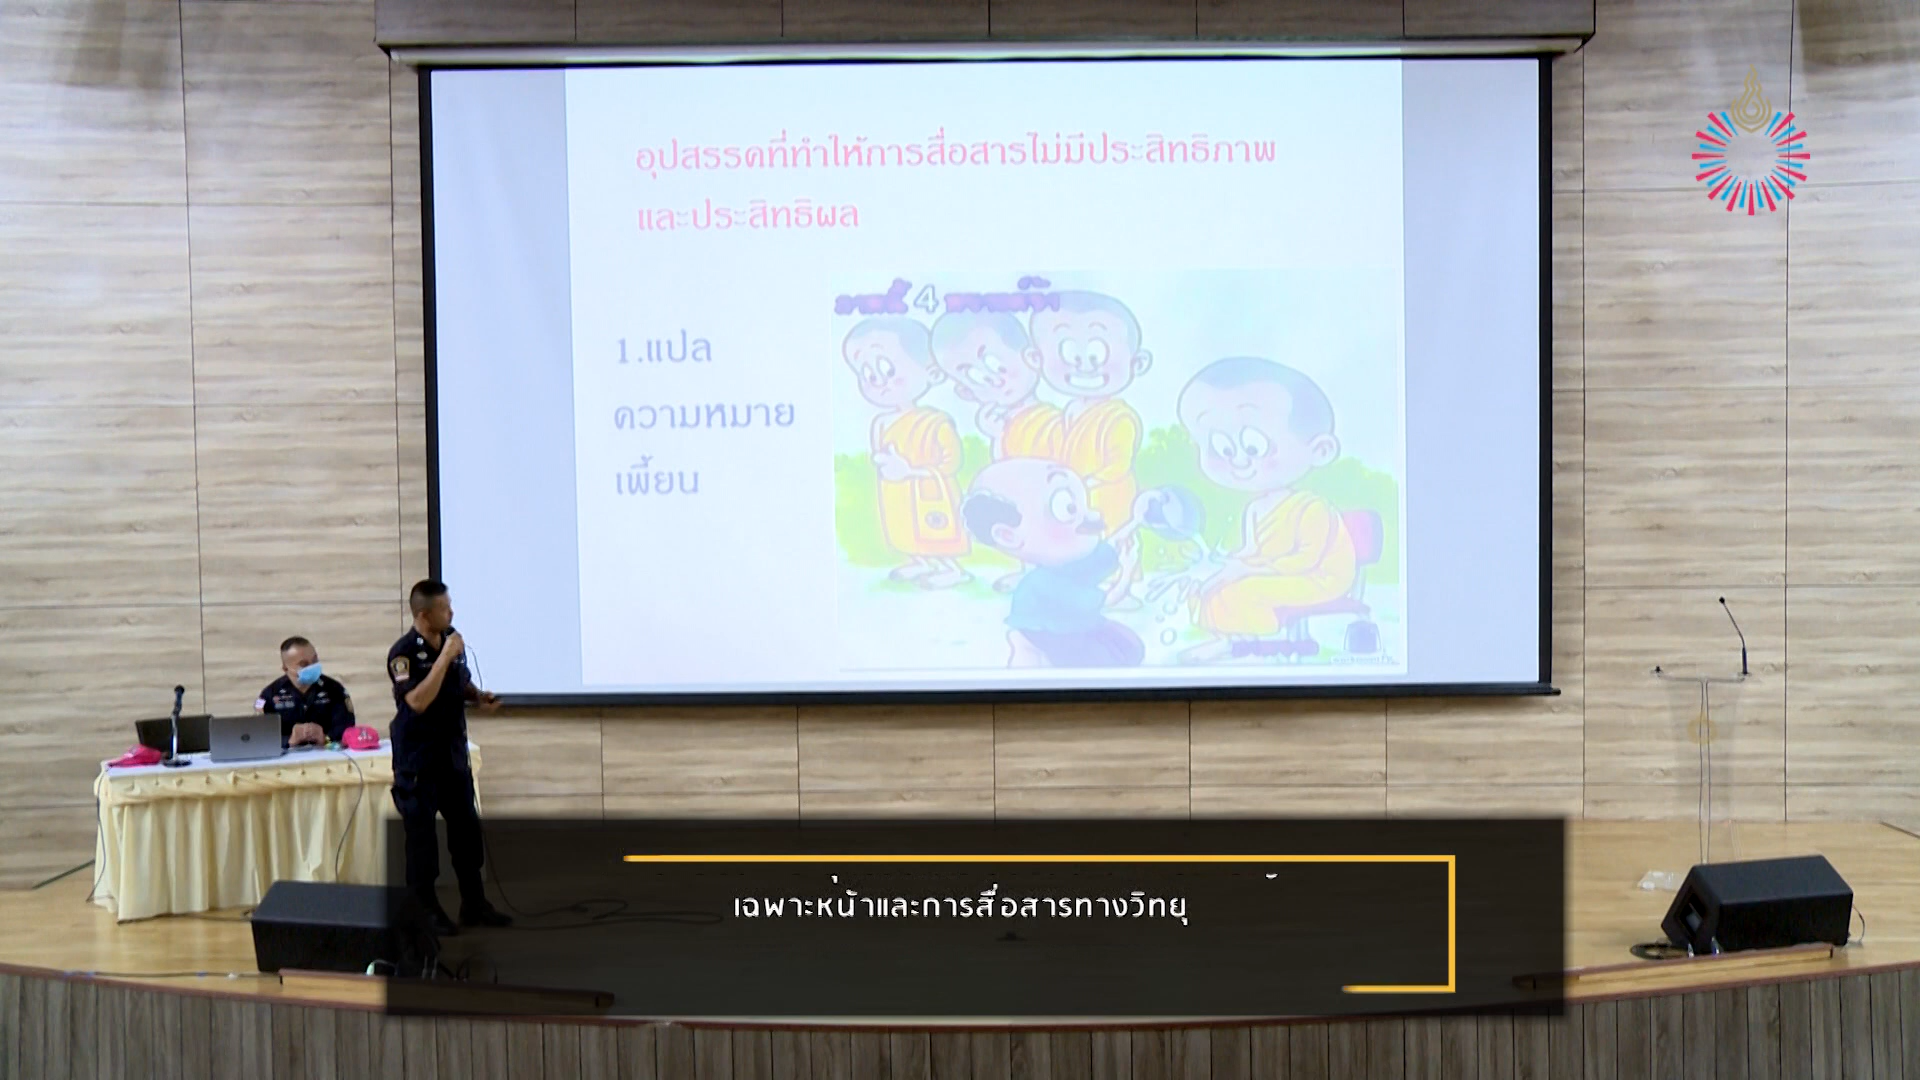 อุปสรรคที่ทำให้การสื่อสารไม่มีประสิทธิภาพ
และประสิทธิผล
4
1.แปล
ความหมาย
เพี้ยน
เฉพาะหน้าและการสื่อสารทางวิทยุ